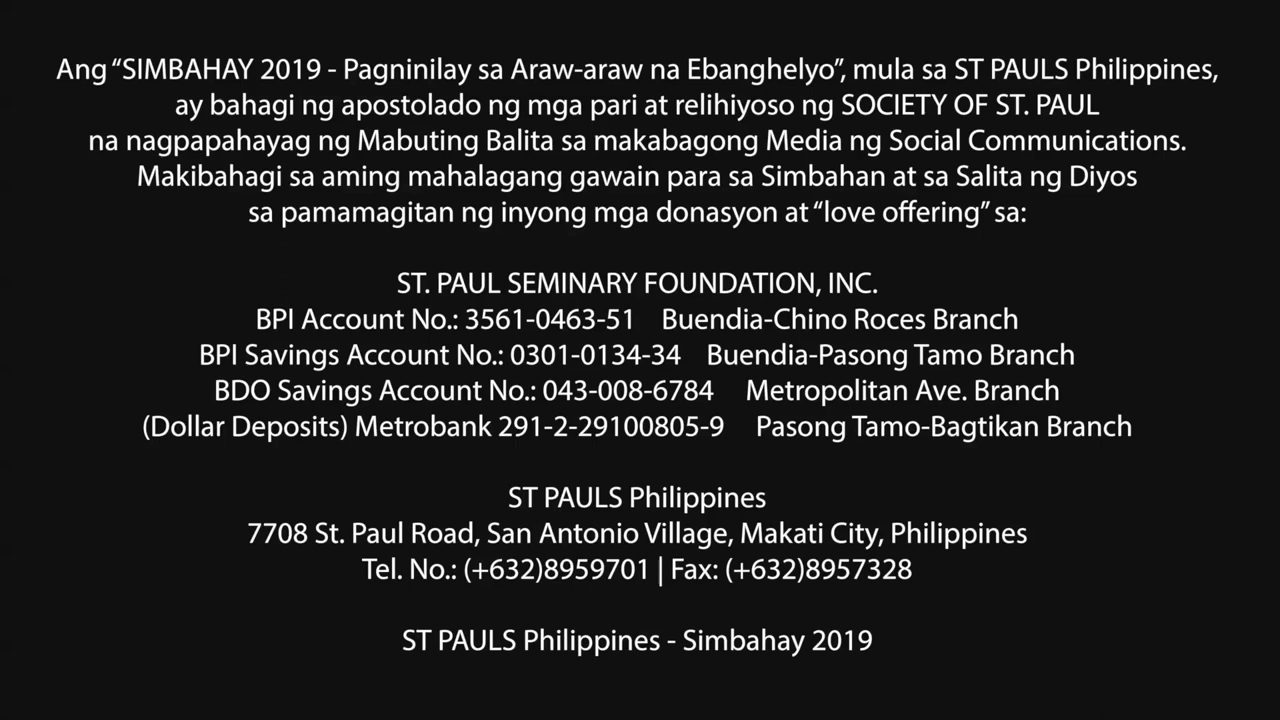 Ang “SIMBAHAY 2019 - Pagninilay sa Araw-araw na Ebanghelyo”, mula sa ST PAULS Philippines,
ay bahagi ng apostolado ng mga pari at relihiyoso ng SOCIETY OF ST. PAUL
na nagpapahayag ng Mabuting Balita sa makabagong Media ng Social Communications.
Makibahagi sa aming mahalagang gawain para sa Simbahan at sa Salita ng Diyos
sa pamamagitan ng inyong mga donasyon at “love offering” sa:
ST. PAUL SEMINARY FOUNDATION, INC.
BPI Account No.: 3561-0463-51 Buendia-Chino Roces Branch
BPI Savings Account No.: 0301-0134-34 Buendia-Pasong Tamo Branch
BDO Savings Account No.: 043-008-6784 Metropolitan Ave. Branch
(Dollar Deposits) Metrobank 291-2-29100805-9 Pasong Tamo-Bagtikan Branch
ST PAULS Philippines
7708 St. Paul Road, San Antonio Village, Makati City, Philippines
Tel. No.: (+632)8959701 | Fax: (+632)8957328
ST PAULS Philippines - Simbahay 2019